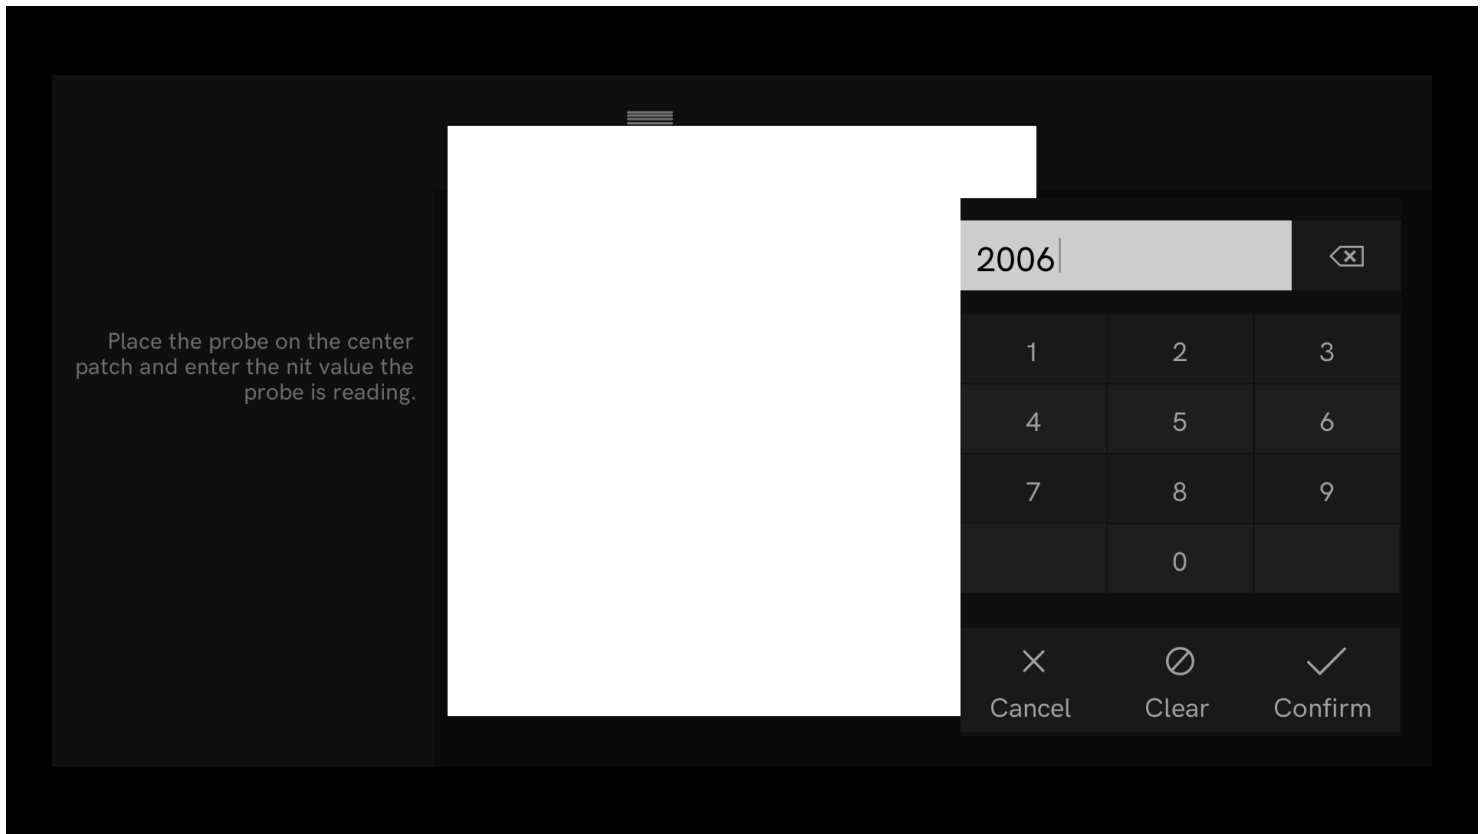 Place the probe on the center
patch and enter the nit value the
probe is reading.
2006
1 2 3
4 5 6
7 8 9
0
Cancel Clear Confirm